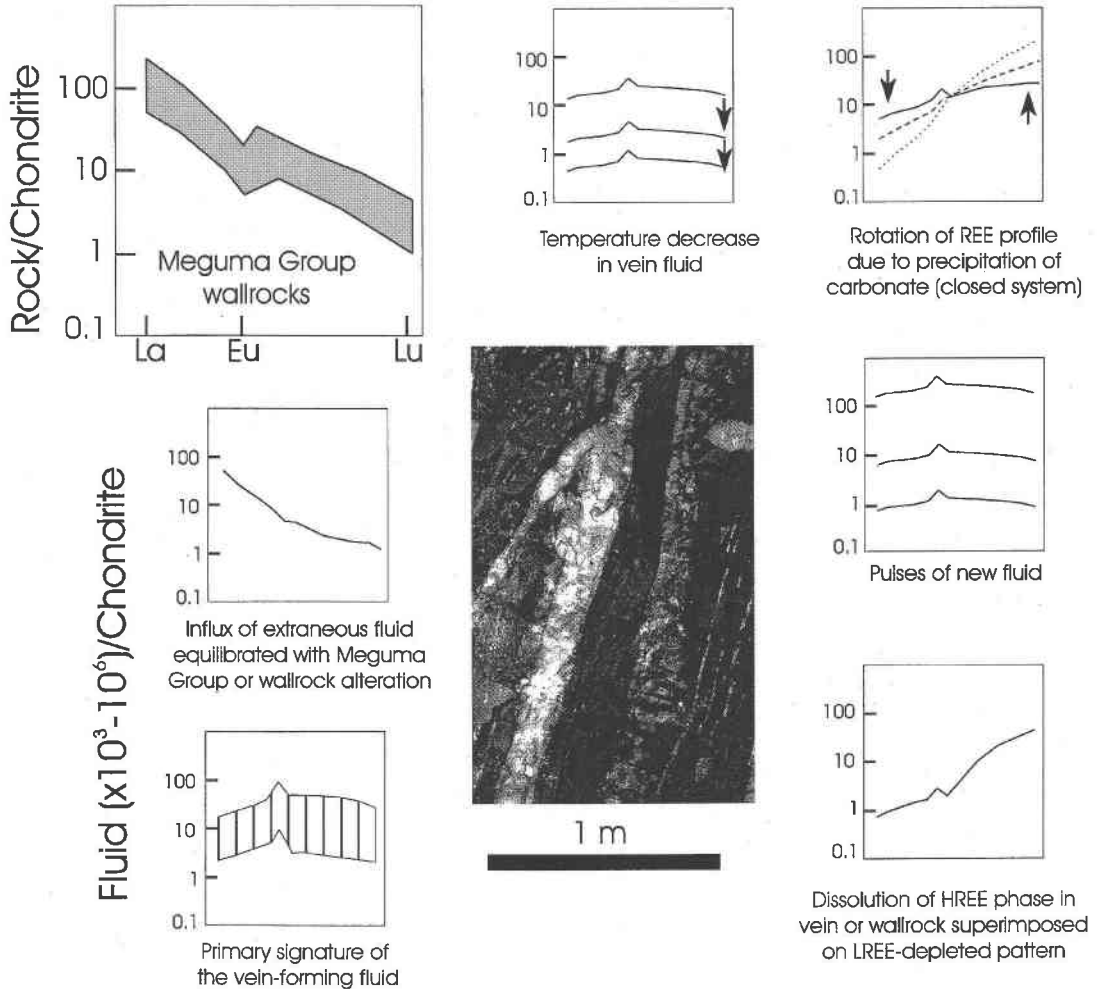 Rock/Chondrite
100
10
1
0.1
Meguma Group
wallrocks
La Eu Lu
100
10
1
0.1
Temperature decrease
in vein fluid
100
10
1
0.1
Rotation of REE profile
due to precipitation of
carbonate (closed system)
Fluid (x10³-10⁶)/Chondrite
100
10
1
0.1
Influx of extraneous fluid
equilibrated with Meguma
Group or wallrock alteration
100
10
1
0.1
Primary signature of
the vein-forming fluid
1 m
100
10
1
0.1
Pulses of new fluid
100
10
1
0.1
Dissolution of HREE phase in
vein or wallrock superimposed
on LREE-depleted pattern